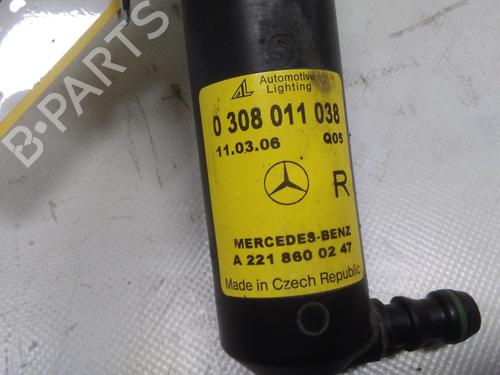 S
AL Automotive
Lighting
0 308 011 038
11.03.06 Q05
R
MERCEDES-BENZ
A 221 860 02 47
Made in Czech Republic
B-PARTS